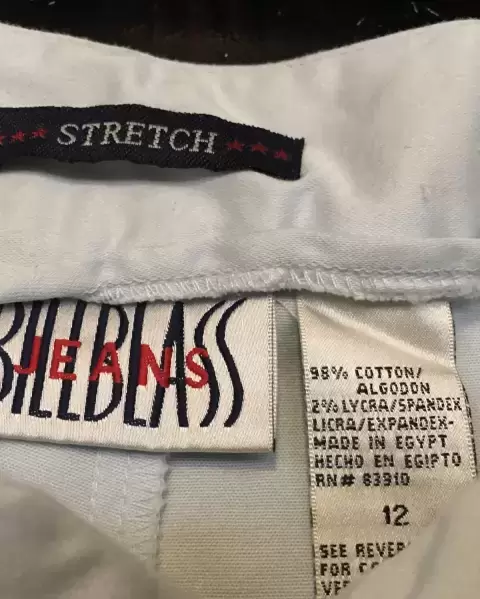 STRETCH
BILLBLASS
JEANS
98% COTTON/
ALGODON
2% LYCRA/SPANDEX
LICRA/EXPANDEX-
MADE IN EGYPT
HECHO EN EGIPTO
RN# 83910
12
SEE
FOR